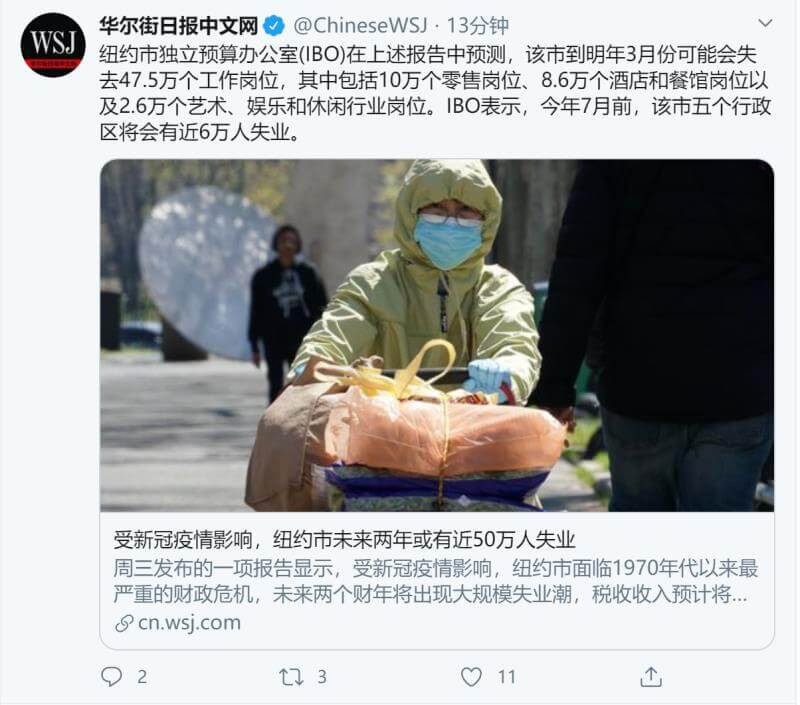 WSJ
华尔街日报中文网
华尔街日报中文网 @ChineseWSJ · 13分钟
纽约市独立预算办公室(IBO)在上述报告中预测，该市到明年3月份可能会失
去47.5万个工作岗位，其中包括10万个零售岗位、8.6万个酒店和餐馆岗位以
及2.6万个艺术、娱乐和休闲行业岗位。IBO表示，今年7月前，该市五个行政
区将会有近6万人失业。
受新冠疫情影响，纽约市未来两年或有近50万人失业
周三发布的一项报告显示，受新冠疫情影响，纽约市面临1970年代以来最
严重的财政危机，未来两个财年将出现大规模失业潮，税收收入预计将...
cn.wsj.com
2 3 11